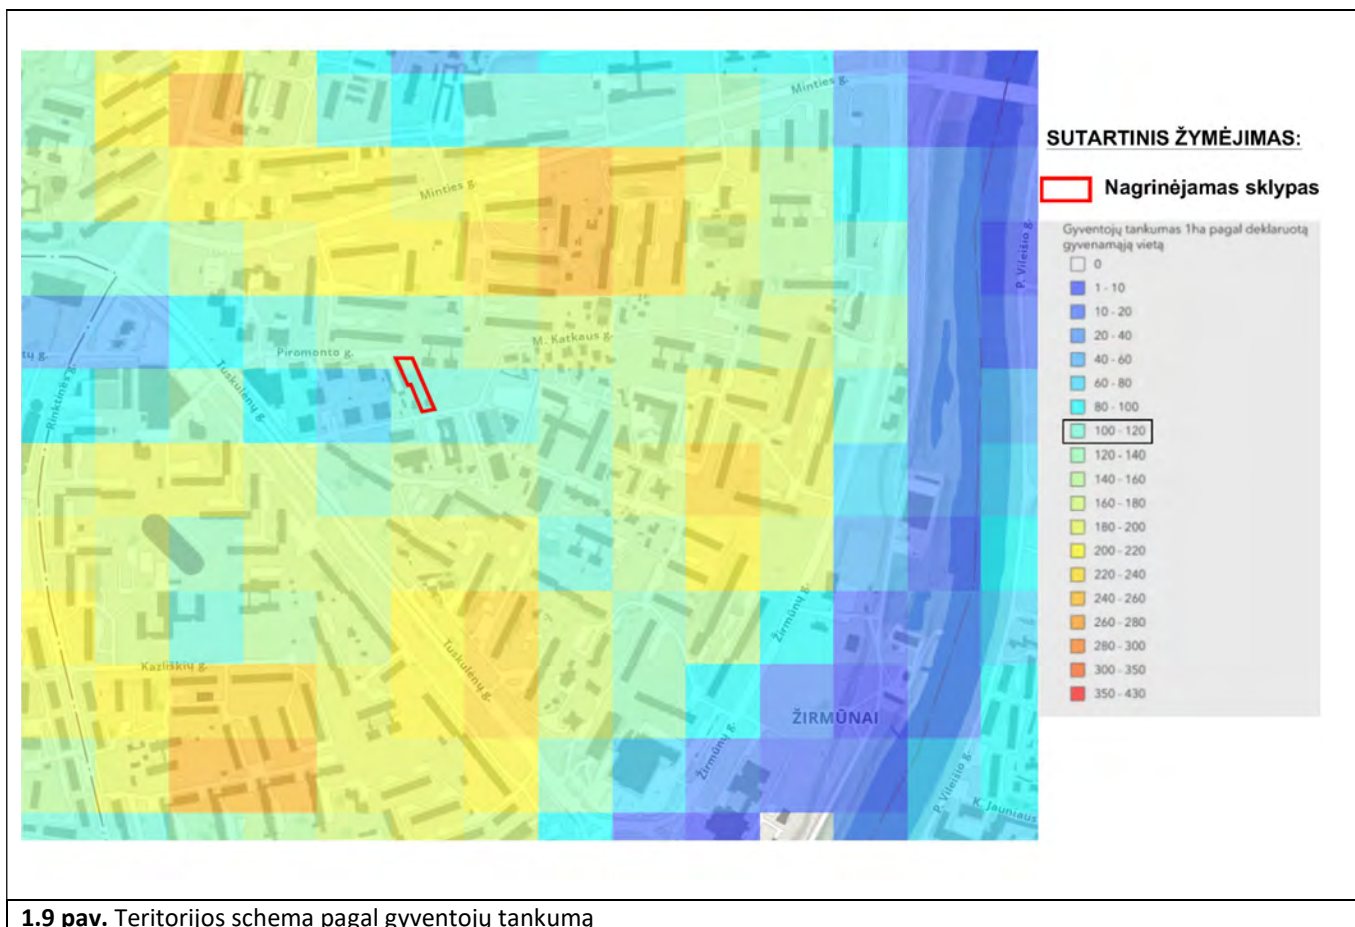 Minties g.
Minties g.
P. Vileišio g.
M. Katkaus g.
Piromonto g.
tų g.
Rinktinės g.
Tuskulėnų g.
Žirmūnų g.
Kazliškių g.
Tuskulėnų g.
ŽIRMŪNAI
Žirmūnų g.
P. Vileišio g.
K. Jauniaus
SUTARTINIS ŽYMĖJIMAS:
Nagrinėjamas sklypas
Gyventojų tankumas 1ha pagal deklaruotą
gyvenamąją vietą
0
1 - 10
10 - 20
20 - 40
40 - 60
60 - 80
80 - 100
100 - 120
120 - 140
140 - 160
160 - 180
180 - 200
200 - 220
220 - 240
240 - 260
260 - 280
280 - 300
300 - 350
350 - 430
1.9 pav. Teritorijos schema pagal gyventojų tankumą